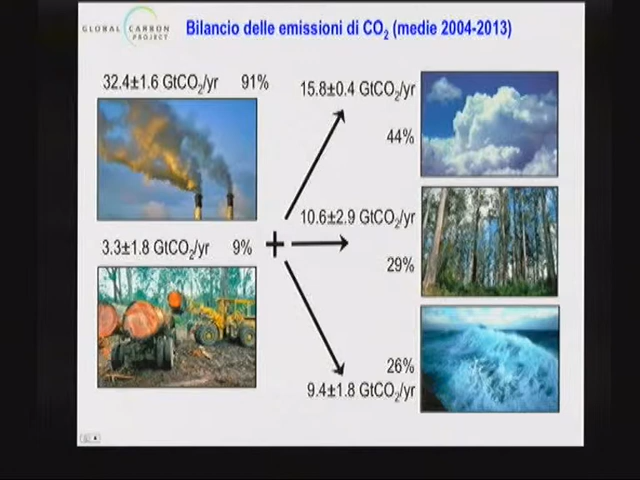 GLOBAL CARBON
PROJECT
Bilancio delle emissioni di CO₂ (medie 2004-2013)
32.4±1.6 GtCO₂/yr 91%
15.8±0.4 GtCO₂/yr
44%
10.6±2.9 GtCO₂/yr
3.3±1.8 GtCO₂/yr 9%
+
29%
26%
9.4±1.8 GtCO₂/yr